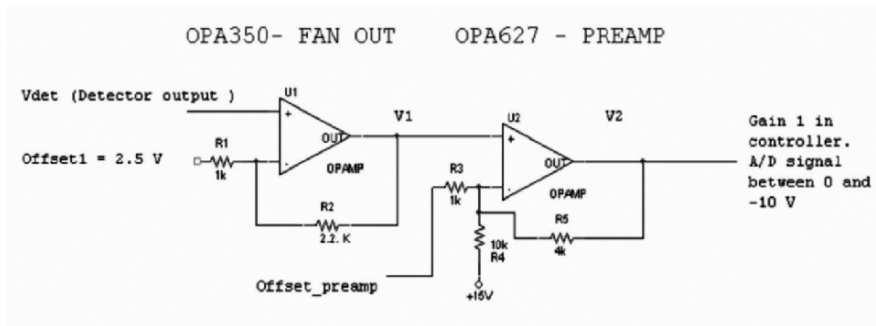 OPA350- FAN OUT OPA627 - PREAMP
Vdet (Detector output )
U1
V1
U2
V2
Gain 1 in
controller.
A/D signal
between 0 and
-10 V
+
OUT
-
OPAMP
+
OUT
-
OPAMP
Offset1 = 2.5 V
R1
1k
R2
2.2. K
R3
1k
10k
R4
R5
4k
Offset_preamp
+15V